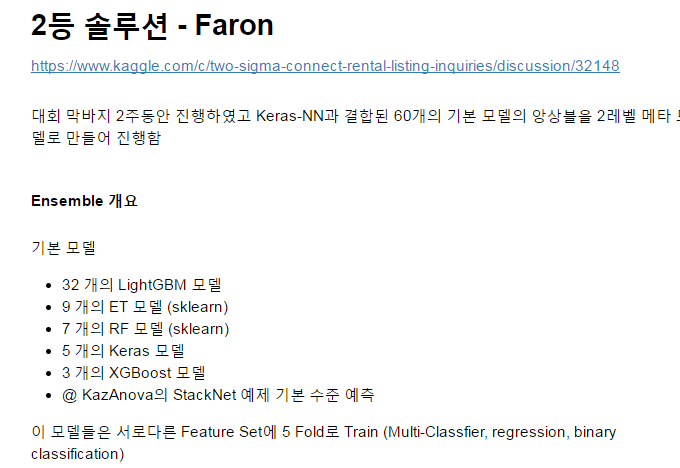 2등 솔루션 - Faron
https://www.kaggle.com/c/two-sigma-connect-rental-listing-inquiries/discussion/32148
대회 막바지 2주동안 진행하였고 Keras-NN과 결합된 60개의 기본 모델의 앙상블을 2레벨 메타
델로 만들어 진행함
Ensemble 개요
기본 모델
• 32 개의 LightGBM 모델
• 9 개의 ET 모델 (sklearn)
• 7 개의 RF 모델 (sklearn)
• 5 개의 Keras 모델
• 3 개의 XGBoost 모델
• @ KazAnova의 StackNet 예제 기본 수준 예측
이 모델들은 서로다른 Feature Set에 5 Fold로 Train (Multi-Classfier, regression, binary
classification)